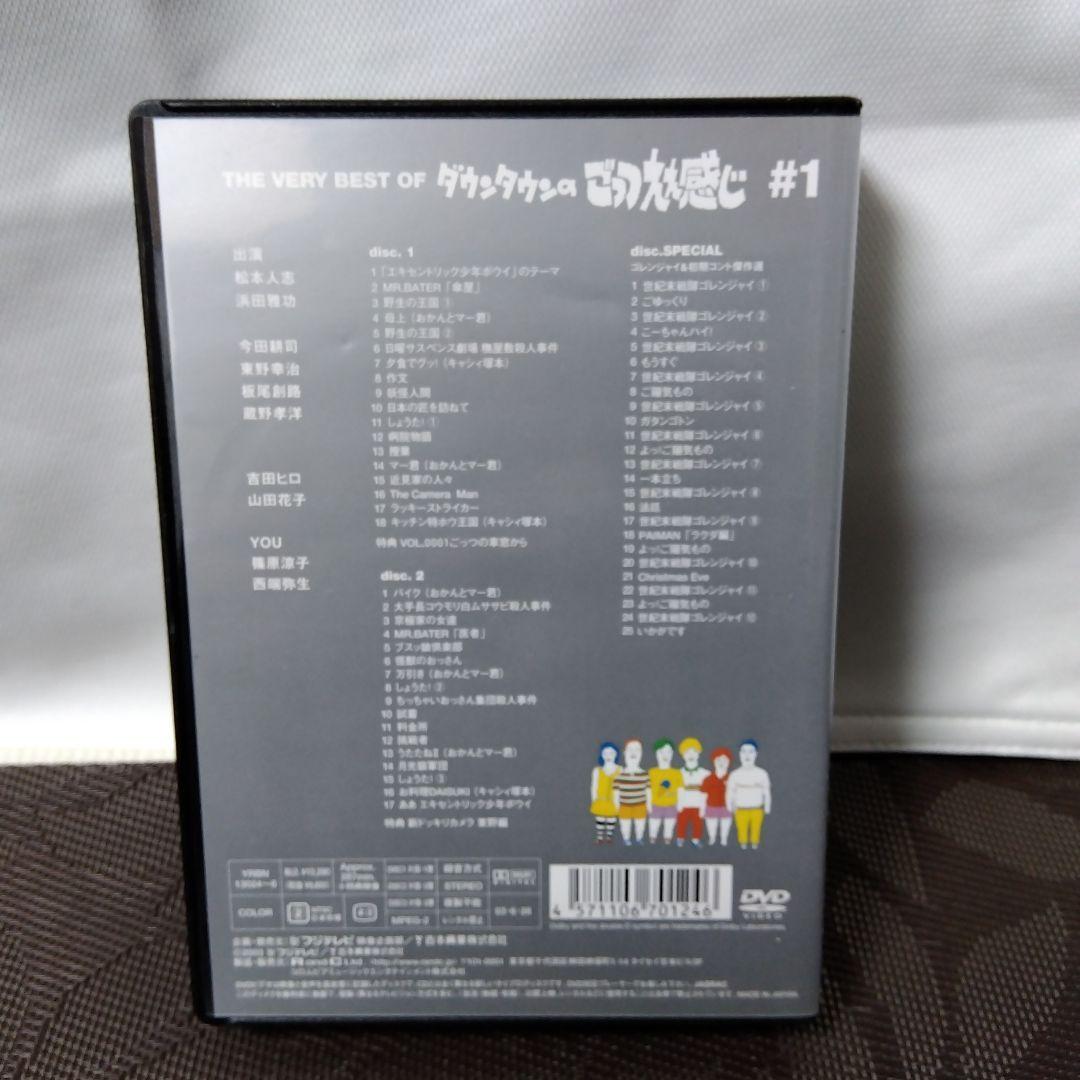 THE VERY BEST OF ダウンタウンのごっつええ感じ #1
出演
松本人志
浜田雅功
今田耕司
東野幸治
板尾創路
蔵野孝洋
吉田ヒロ
山田花子
YOU
篠原涼子
西端弥生
disc. 1
1 「エキセントリック少年ボウイ」のテーマ
2 MR.BATER「傘屋」
3 野生の王国 ①
4 母上（おかんとマー君）
5 野生の王国 ②
6 日曜サスペンス劇場 殺人事件
7 夕食でグッ!（キャシィ塚本）
8 作文
9 妖怪人間
10 日本の匠を訪ねて
11 しょうた! ①
12 病院物語
13 授業
14 マー君（おかんとマー君）
15 近見家の人々
16 The Camera Man
17 ラッキーストライカー
18 キッチン特ホウ王国（キャシィ塚本）
特典 VOL.0001ごっつの車窓から
disc. 2
1 バイク（おかんとマー君）
2 大手長コウモリ白ムササビ殺人事件
3 京極家の女達
4 MR.BATER「医者」
5 ブスッ娘倶楽部
6 怪獣のおっさん
7 万引き（おかんとマー君）
8 しょうた! ②
9 ちっちゃいおっさん集団殺人事件
10 試着
11 料金所
12 挑戦者
13 うたたねⅡ（おかんとマー君）
14 月光軍団
15 しょうた! ③
16 お料理DAISUKI（キャシィ塚本）
17 ああ エキセントリック少年ボウイ
特典 新ドッキリカメラ 東野編
disc.SPECIAL
ゴレンジャイ&初期コント傑作選
1 世紀末戦隊ゴレンジャイ ①
2 ごゆっくり
3 世紀末戦隊ゴレンジャイ ②
4 こーちゃんハイ!
5 世紀末戦隊ゴレンジャイ ③
6 もうすぐ
7 世紀末戦隊ゴレンジャイ ④
8 ご陽気もの
9 世紀末戦隊ゴレンジャイ ⑤
10 ガタンゴトン
11 世紀末戦隊ゴレンジャイ ⑥
12 よっ!ご陽気もの
13 世紀末戦隊ゴレンジャイ ⑦
14 一本立ち
15 世紀末戦隊ゴレンジャイ ⑧
16 法廷
17 世紀末戦隊ゴレンジャイ ⑨
18 PAIMAN「ラクダ編」
19 よっ!ご陽気もの
20 世紀末戦隊ゴレンジャイ ⑩
21 Christmas Eve
22 世紀末戦隊ゴレンジャイ ⑪
23 よっ!ご陽気もの
24 世紀末戦隊ゴレンジャイ ⑫
25 いかがです
Approx.
COLOR
STEREO
MPEG-2
複製不能
4 571106 701246
DVD
VIDEO
フジテレビ 吉本興業株式会社
MADE IN JAPAN